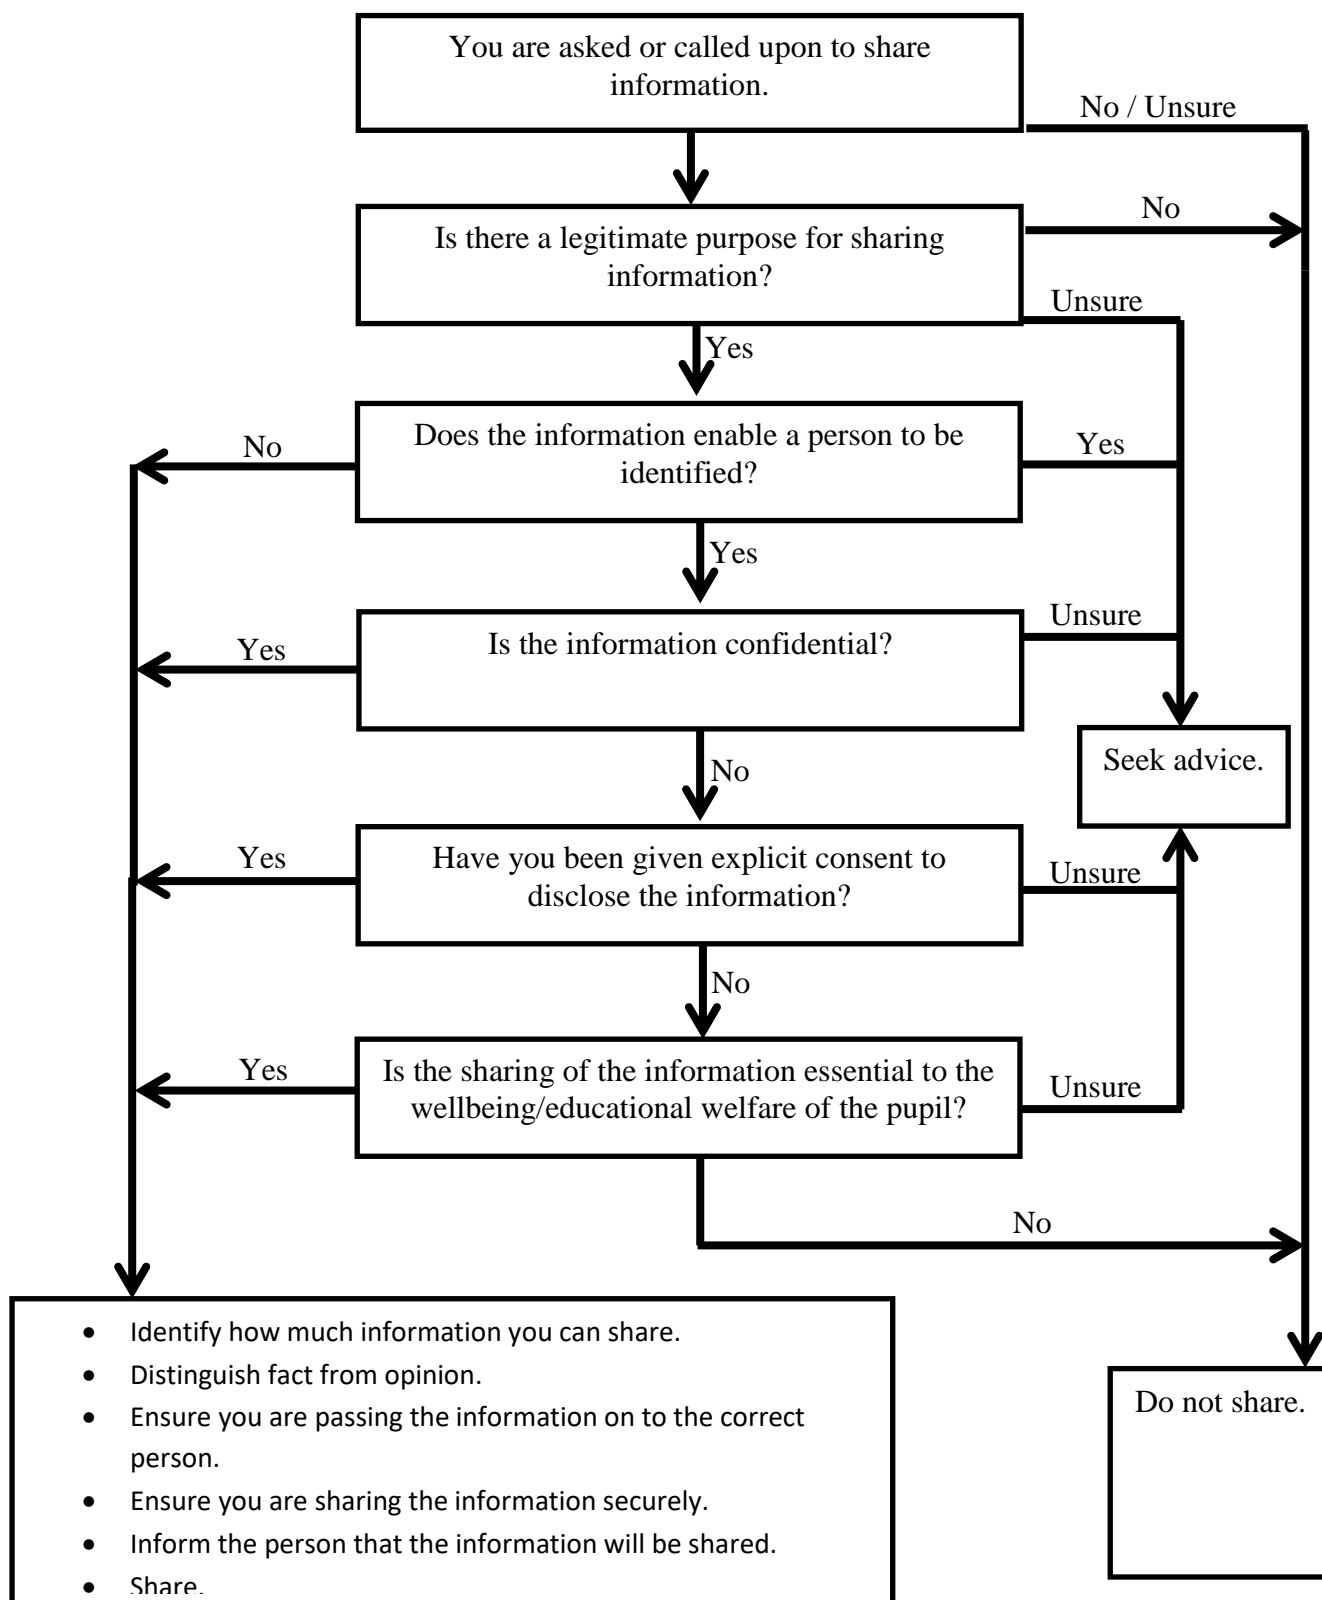 You are asked or called upon to share
information.
No / Unsure
Is there a legitimate purpose for sharing
information?
No
Unsure
Yes
Does the information enable a person to be
identified?
No
Yes
Yes
Is the information confidential?
Yes
Unsure
No
Seek advice.
Have you been given explicit consent to
disclose the information?
Yes
Unsure
No
Is the sharing of the information essential to the
wellbeing/educational welfare of the pupil?
Yes
Unsure
No
• Identify how much information you can share.
• Distinguish fact from opinion.
• Ensure you are passing the information on to the correct
person.
• Ensure you are sharing the information securely.
• Inform the person that the information will be shared.
• Share.
Do not share.